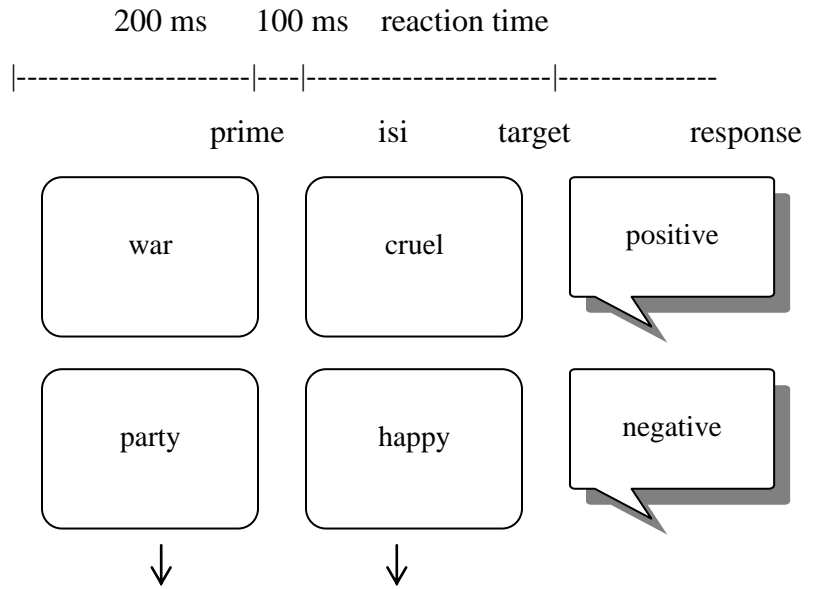 200 ms 100 ms reaction time
|----------------------|----|-----------------------|---------------
prime isi target response
war cruel positive
party happy negative